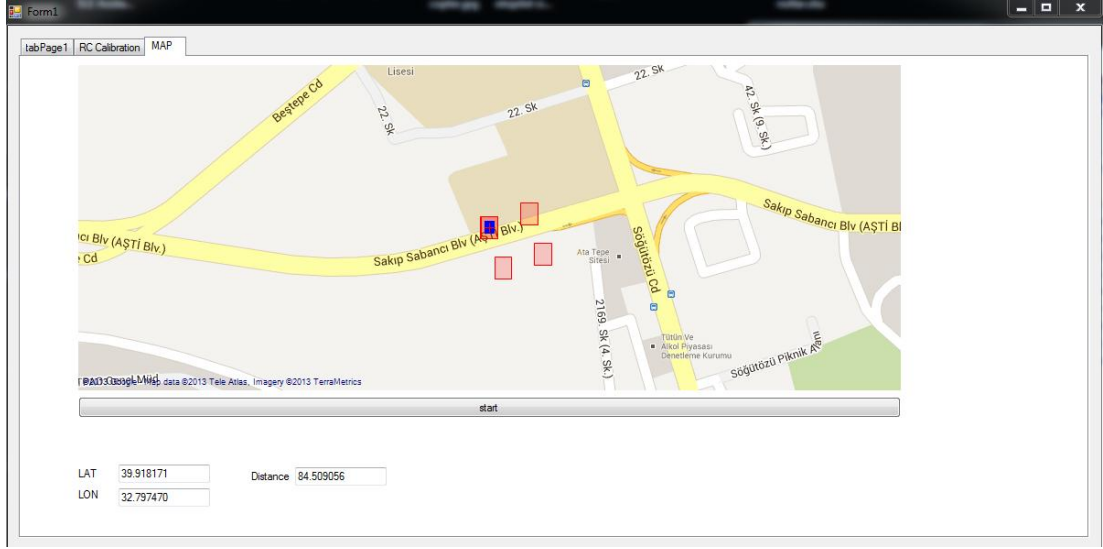 Form1
tabPage1 RC Calibration MAP
Lisesi
22. Sk
Beştepe Cd
22. Sk
22. Sk
42. Sk (9. Sk.)
Sakıp Sabancı Blv (AŞTİ Bl
cı Blv (AŞTİ Blv.)
Cd
Sakıp Sabancı Blv (AŞTİ Blv.)
Söğütözü Cd
Ata Tepe
Sitesi
2169. Sk (4. Sk.)
Tütün Ve
Alkol Piyasası
Denetleme Kurumu
Söğütözü Piknik A
©2013 Google - Map data ©2013 Tele Atlas, Imagery ©2013 TerraMetrics
start
LAT 39.918171
Distance 84.509056
LON 32.797470